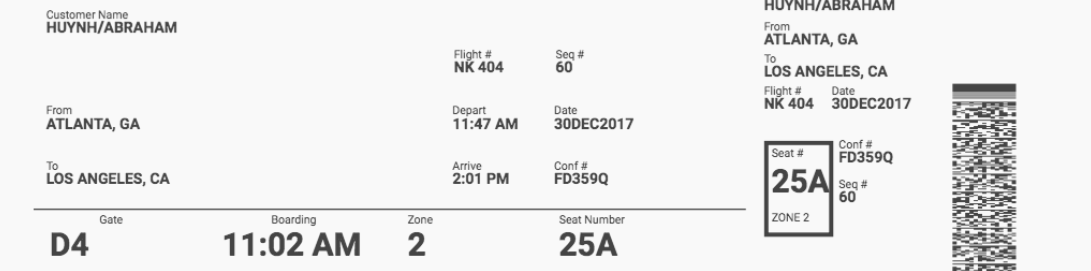 Customer Name
HUYNH/ABRAHAM
Flight # Seq #
NK 404 60
From Depart Date
ATLANTA, GA 11:47 AM 30DEC2017
To Arrive Conf #
LOS ANGELES, CA 2:01 PM FD359Q
Gate Boarding Zone Seat Number
D4 11:02 AM 2 25A
HUYNH/ABRAHAM
From
ATLANTA, GA
To
LOS ANGELES, CA
Flight # Date
NK 404 30DEC2017
Seat #
25A
ZONE 2
Conf #
FD359Q
Seq #
60